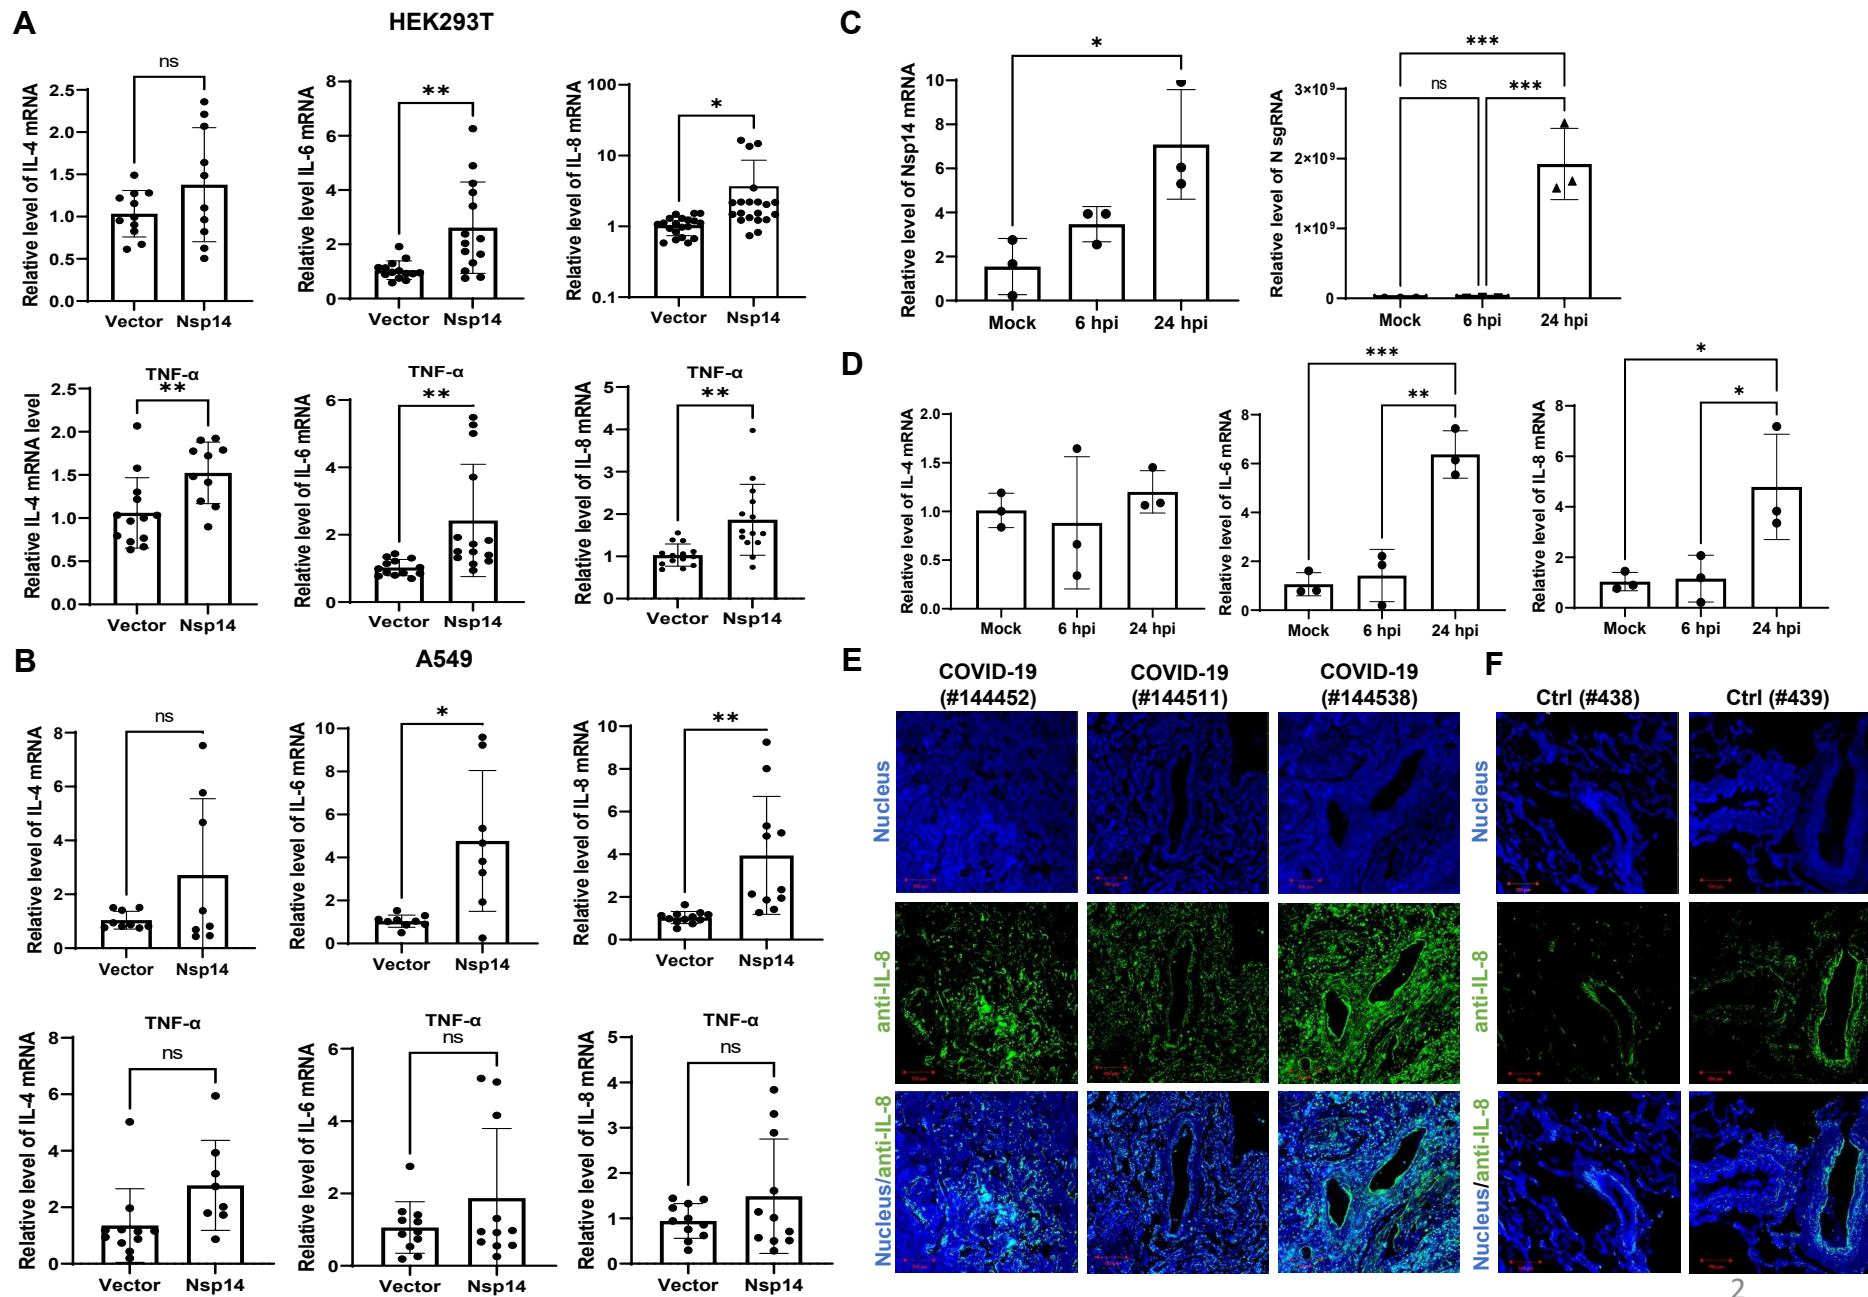 A
HEK293T
ns
Relative level of IL-4 mRNA
2.5
2.0
1.5
1.0
0.5
0.0
Vector Nsp14
**
Relative level IL-6 mRNA
8
6
4
2
0
Vector Nsp14
*
Relative level of IL-8 mRNA
100
10
1
0.1
Vector Nsp14
TNF-α
**
Relative IL-4 mRNA level
2.5
2.0
1.5
1.0
0.5
0.0
Vector Nsp14
TNF-α
**
Relative level of IL-6 mRNA
6
4
2
0
Vector Nsp14
TNF-α
**
Relative level of IL-8 mRNA
5
4
3
2
1
0
Vector Nsp14
B
A549
ns
Relative level of IL-4 mRNA
8
6
4
2
0
Vector Nsp14
*
Relative level of IL-6 mRNA
10
8
6
4
2
0
Vector Nsp14
**
Relative level of IL-8 mRNA
10
8
6
4
2
0
Vector Nsp14
TNF-α
ns
Relative level of IL-4 mRNA
8
6
4
2
0
Vector Nsp14
TNF-α
ns
Relative level of IL-6 mRNA
6
4
2
0
Vector Nsp14
TNF-α
ns
Relative level of IL-8 mRNA
5
4
3
2
1
0
Vector Nsp14
C
*
Relative level of Nsp14 mRNA
10
8
6
4
2
0
Mock 6 hpi 24 hpi
***
ns ***
Relative level of N sgRNA
3×10⁹
2×10⁹
1×10⁹
0
Mock 6 hpi 24 hpi
D
Relative level of IL-4 mRNA
2.0
1.5
1.0
0.5
0.0
Mock 6 hpi 24 hpi
***
**
Relative level of IL-6 mRNA
8
6
4
2
0
Mock 6 hpi 24 hpi
*
*
Relative level of IL-8 mRNA
8
6
4
2
0
Mock 6 hpi 24 hpi
E
COVID-19 (#144452)
COVID-19 (#144511)
COVID-19 (#144538)
Nucleus
anti-IL-8
Nucleus/anti-IL-8
F
Ctrl (#438)
Ctrl (#439)
Nucleus
anti-IL-8
Nucleus/anti-IL-8
2